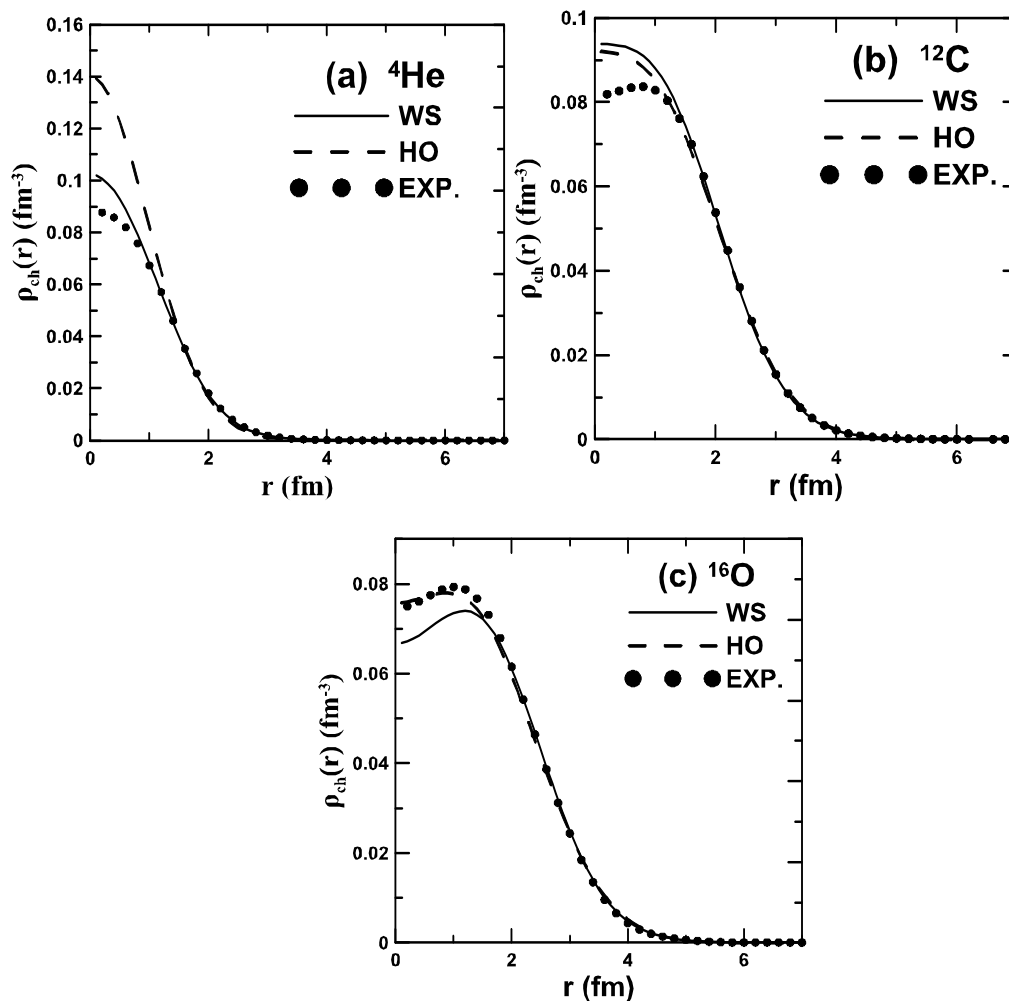 (a) ⁴He
WS
HO
EXP.
0.16
0.14
0.12
0.1
0.08
0.06
0.04
0.02
0
ρch(r) (fm⁻³)
0 2 4 6
r (fm)
(b) ¹²C
WS
HO
EXP.
0.1
0.08
0.06
0.04
0.02
0
ρch(r) (fm⁻³)
0 2 4 6
r (fm)
(c) ¹⁶O
WS
HO
EXP.
0.08
0.06
0.04
0.02
0
ρch(r) (fm⁻³)
0 2 4 6
r (fm)